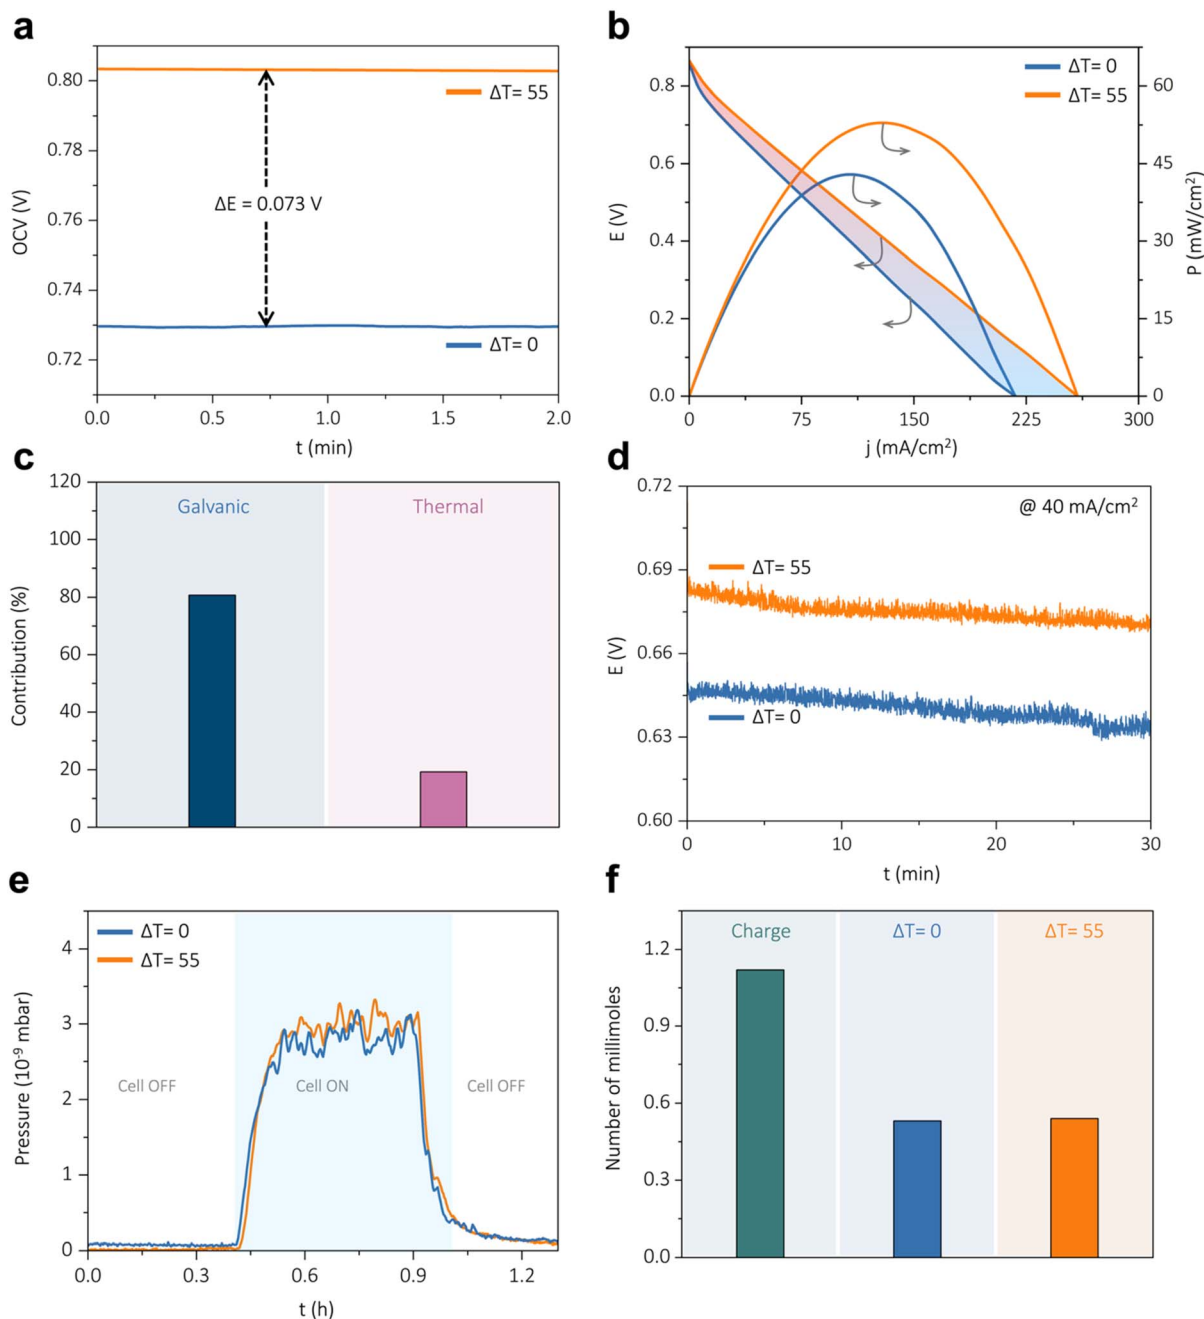 a
0.80
0.78
0.76
0.74
0.72
OCV (V)
ΔT= 55
ΔE = 0.073 V
ΔT= 0
0.0
0.5
1.0
1.5
2.0
t (min)
b
0.8
0.6
0.4
0.2
0.0
E (V)
ΔT= 0
ΔT= 55
60
45
30
15
0
P (mW/cm²)
0
75
150
225
300
j (mA/cm²)
c
120
100
80
60
40
20
0
Contribution (%)
Galvanic
Thermal
d
0.72
0.69
0.66
0.63
0.60
E (V)
@ 40 mA/cm²
ΔT= 55
ΔT= 0
0
10
20
30
t (min)
e
4
3
2
1
0
Pressure (10⁻⁹ mbar)
ΔT= 0
ΔT= 55
Cell OFF
Cell ON
Cell OFF
0.0
0.3
0.6
0.9
1.2
t (h)
f
1.2
0.9
0.6
0.3
0.0
Number of millimoles
Charge
ΔT= 0
ΔT= 55